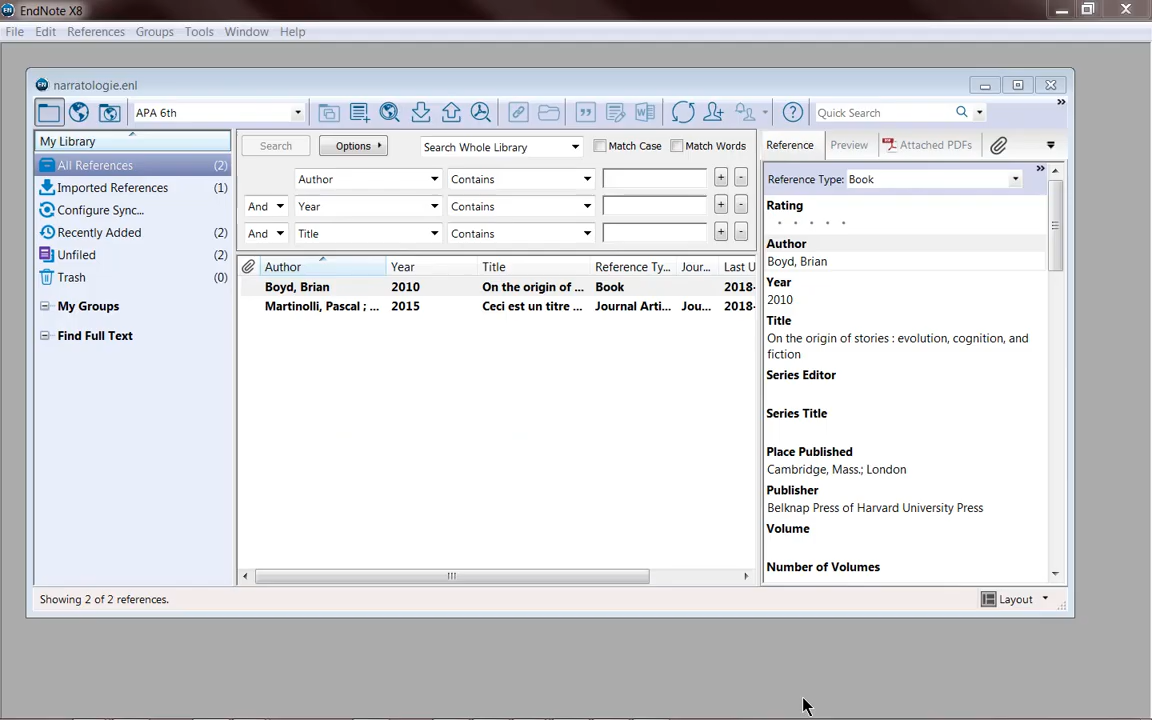 EndNote X8
File Edit References Groups Tools Window Help
narratologie.enl
APA 6th
Quick Search
My Library
All References (2)
Imported References (1)
Configure Sync...
Recently Added (2)
Unfiled (2)
Trash (0)
My Groups
Find Full Text
Search Options Search Whole Library Match Case Match Words
Author Contains + -
And Year Contains + -
And Title Contains + -
Author Year Title Reference Ty... Jour... Last U
Boyd, Brian 2010 On the origin of ... Book 2018-
Martinolli, Pascal ; ... 2015 Ceci est un titre ... Journal Arti... Jou... 2018-
Reference Preview Attached PDFs
Reference Type: Book
Rating
Author
Boyd, Brian
Year
2010
Title
On the origin of stories : evolution, cognition, and
fiction
Series Editor
Series Title
Place Published
Cambridge, Mass.; London
Publisher
Belknap Press of Harvard University Press
Volume
Number of Volumes
Showing 2 of 2 references.
Layout